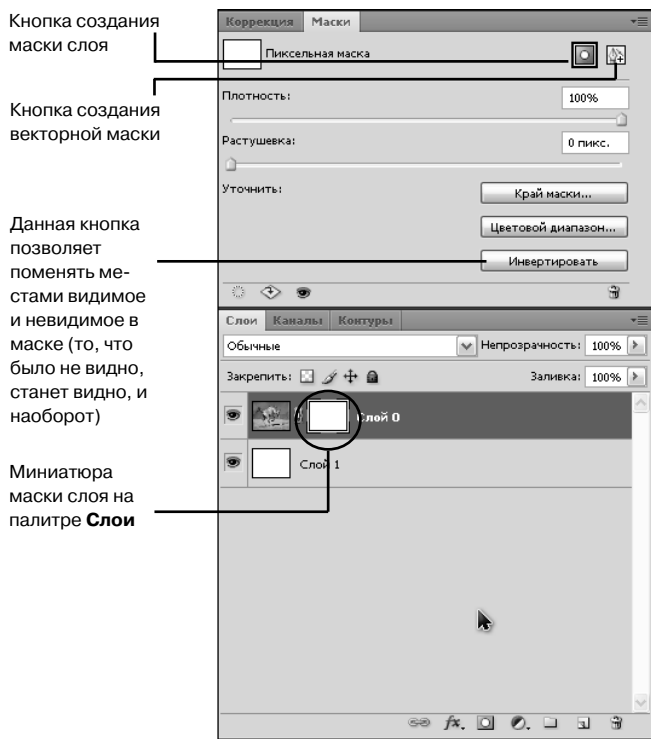 Кнопка создания
маски слоя
Кнопка создания
векторной маски
Данная кнопка
позволяет
поменять ме-
стами видимое
и невидимое в
маске (то, что
было не видно,
станет видно, и
наоборот)
Миниатюра
маски слоя на
палитре Слои
Коррекция Маски
Пиксельная маска
Плотность: 100%
Растушевка: 0 пикс.
Уточнить: Край маски...
Цветовой диапазон...
Инвертировать
Слои Каналы Контуры
Обычные Непрозрачность: 100%
Закрепить: Заливка: 100%
Слой 0
Слой 1
fx.